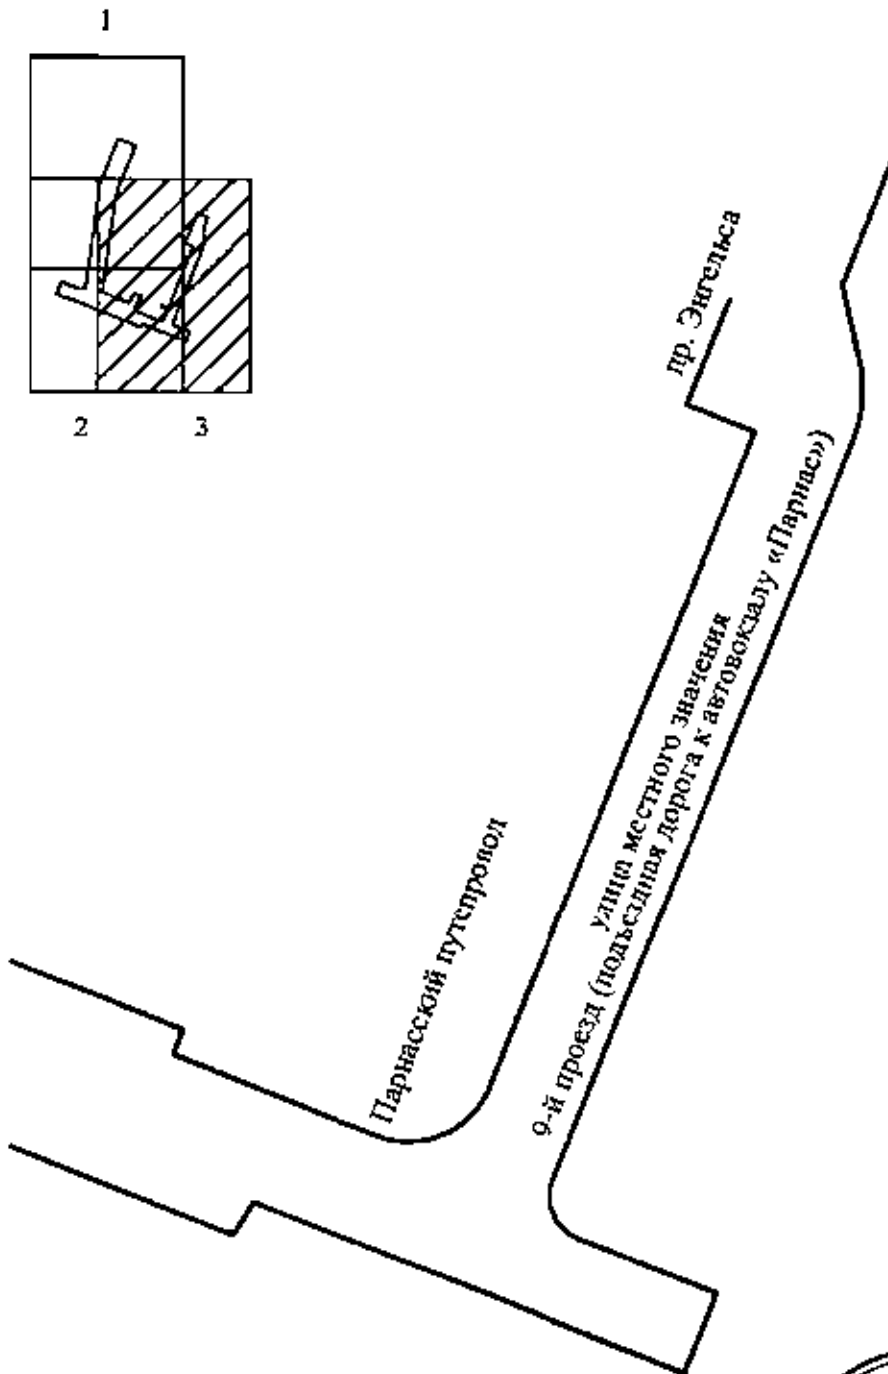 1
2
3
пр. Энгельса
улица местного значения
9-й проезд (подъездная дорога к автовокзалу «Парнас»)
Парнасский путепровод